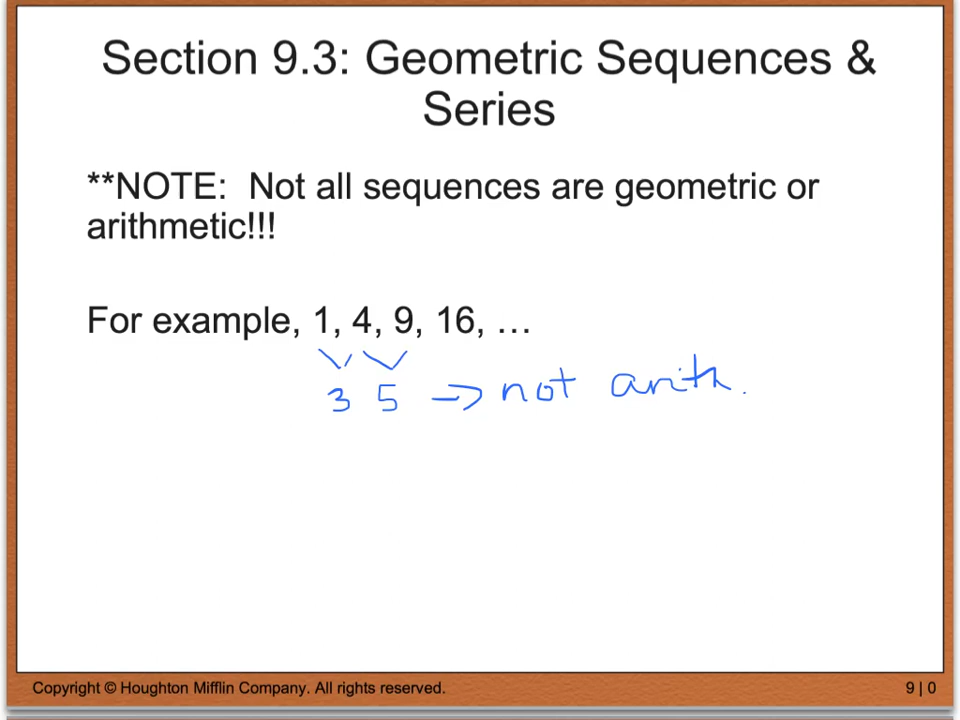 Section 9.3: Geometric Sequences &
Series
**NOTE: Not all sequences are geometric or
arithmetic!!!
For example, 1, 4, 9, 16, …
3 5 → not arith.
Copyright © Houghton Mifflin Company. All rights reserved.
9 | 0